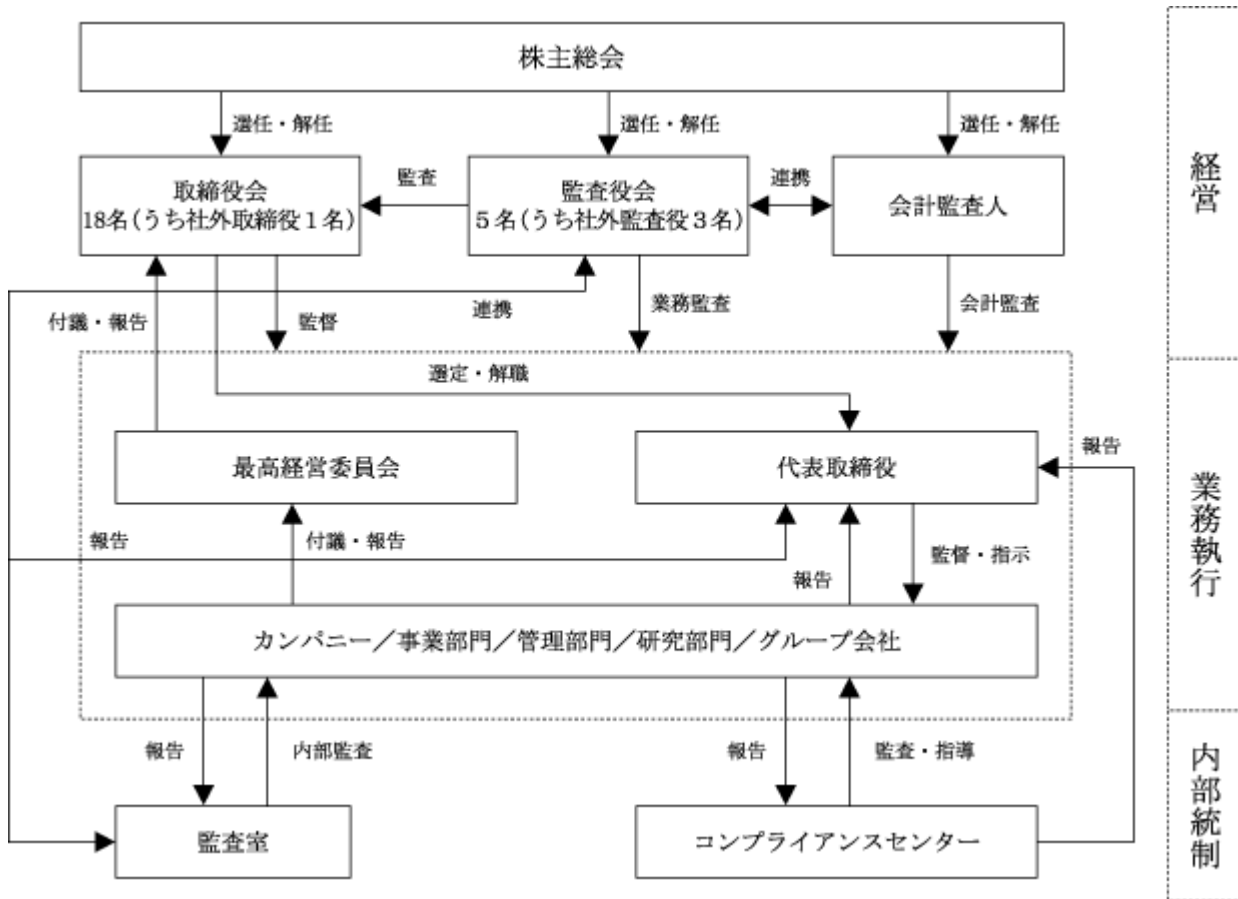 株主総会
選任・解任
選任・解任
選任・解任
取締役会
18名(うち社外取締役１名)
監査
監査役会
５名(うち社外監査役３名)
連携
会計監査人
経営
付議・報告
監督
連携
業務監査
会計監査
選定・解職
最高経営委員会
代表取締役
報告
業務執行
報告
付議・報告
報告
監督・指示
カンパニー／事業部門／管理部門／研究部門／グループ会社
報告
内部監査
報告
監査・指導
監査室
コンプライアンスセンター
内部統制